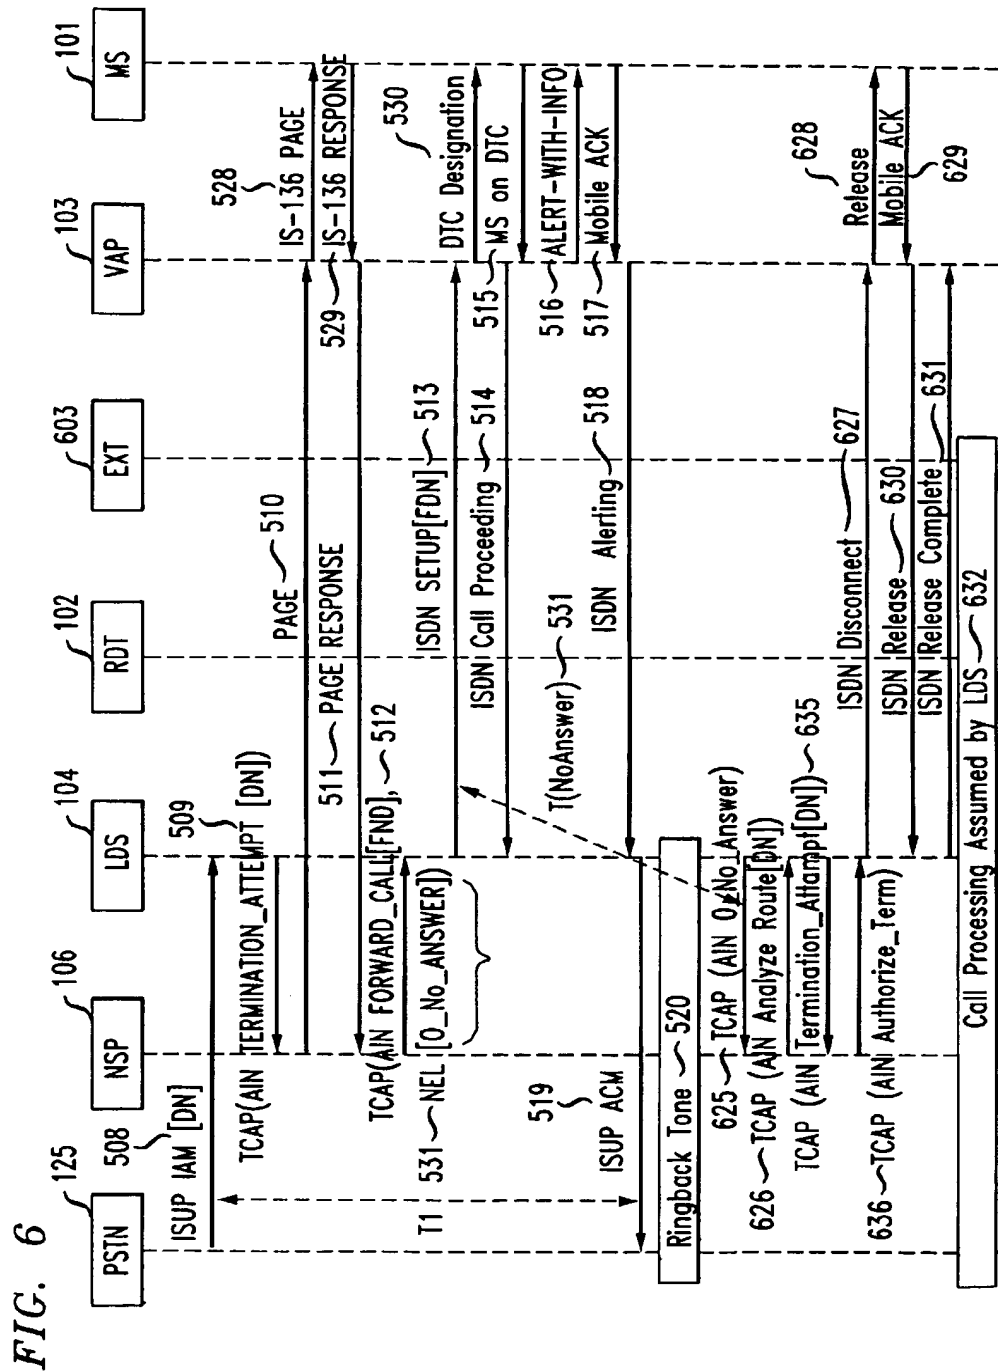 FIG. 6
125
PSTN
106
NSP
104
LDS
102
RDT
603
EXT
103
VAP
101
MS
508
ISUP IAM [DN]
509
TCAP(AIN TERMINATION_ATTEMPT [DN])
PAGE 510
528
IS-136 PAGE
IS-136 RESPONSE
529
511 PAGE RESPONSE
TCAP(AIN FORWARD_CALL[FND], 512
531 NEL [O_No_ANSWER])
ISDN SETUP[FDN] 513
DTC Designation
530
ISDN Call Proceeding 514
515 MS on DTC
516 ALERT-WITH-INFO
517 Mobile ACK
T1
T(NoAnswer) 531
ISDN Alerting 518
519
ISUP ACM
Ringback Tone 520
625 TCAP (AIN O_No_Answer)
626 TCAP (AIN Analyze Route[DN])
TCAP (AIN Termination_Attampt[DN]) 635
636 TCAP (AIN Authorize_Term)
ISDN Disconnect 627
628
Release
Mobile ACK
629
ISDN Release 630
ISDN Release Complete 631
Call Processing Assumed by LDS 632